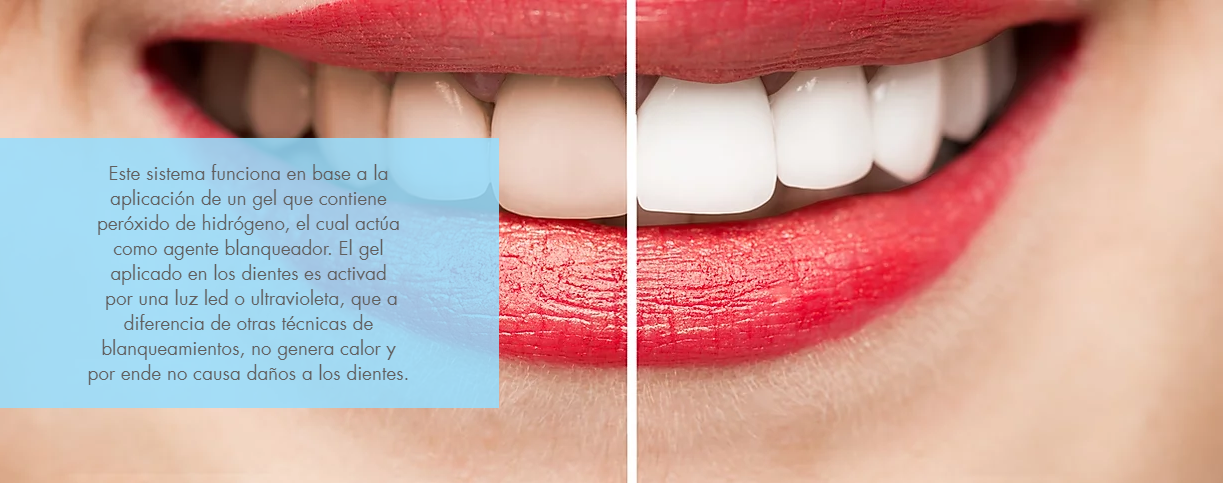 Este sistema funciona en base a la
aplicación de un gel que contiene
peróxido de hidrógeno, el cual actúa
como agente blanqueador. El gel
aplicado en los dientes es activad
por una luz led o ultravioleta, que a
diferencia de otras técnicas de
blanqueamientos, no genera calor y
por ende no causa daños a los dientes.